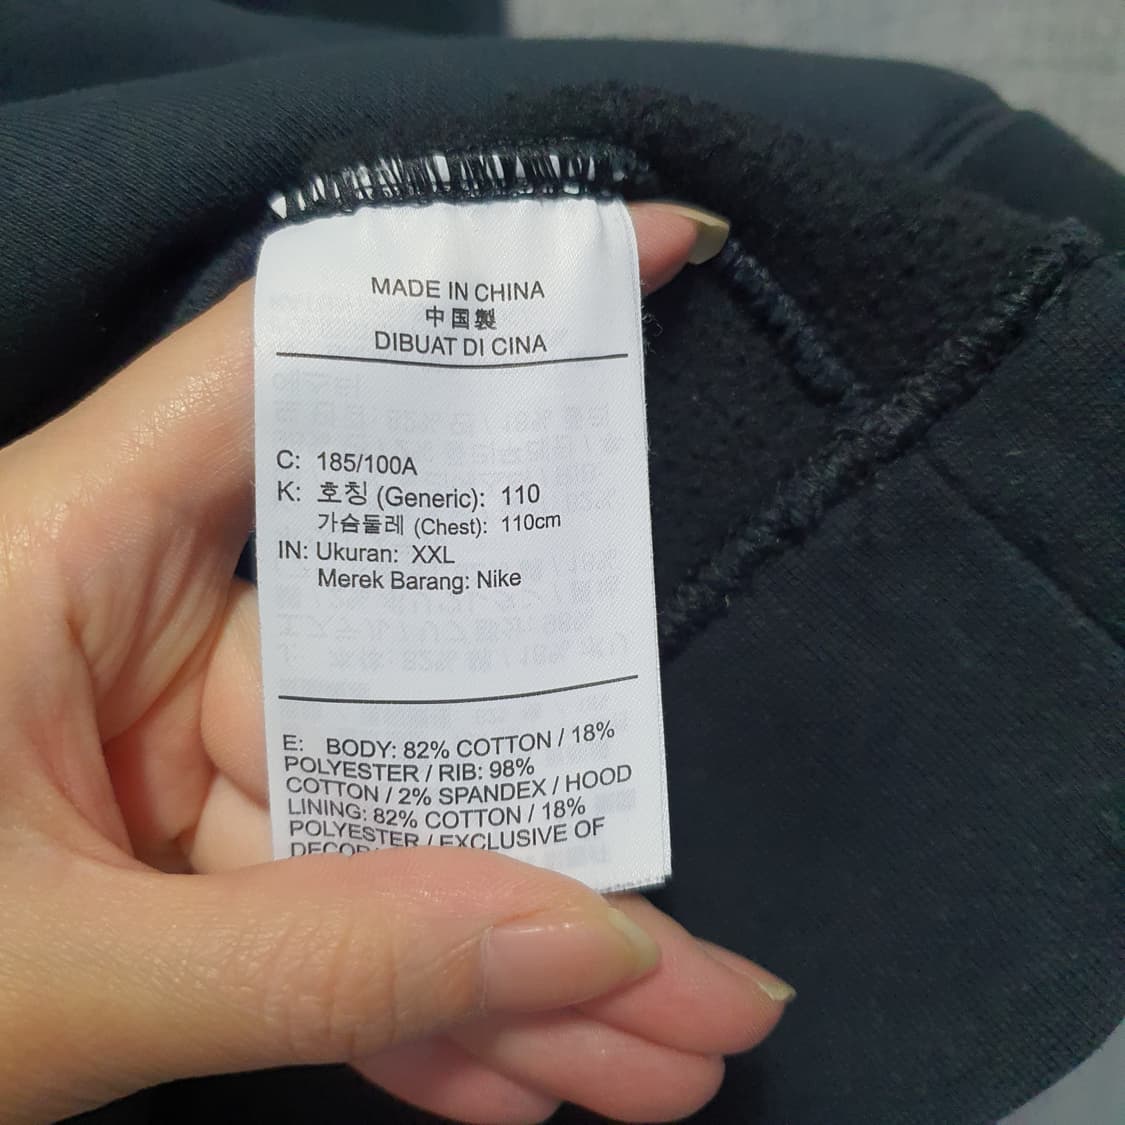 MADE IN CHINA
中国製
DIBUAT DI CINA
C: 185/100A
K: 호칭 (Generic): 110
가슴둘레 (Chest): 110cm
IN: Ukuran: XXL
Merek Barang: Nike
E: BODY: 82% COTTON / 18%
POLYESTER / RIB: 98%
COTTON / 2% SPANDEX / HOOD
LINING: 82% COTTON / 18%
POLYESTER / EXCLUSIVE OF